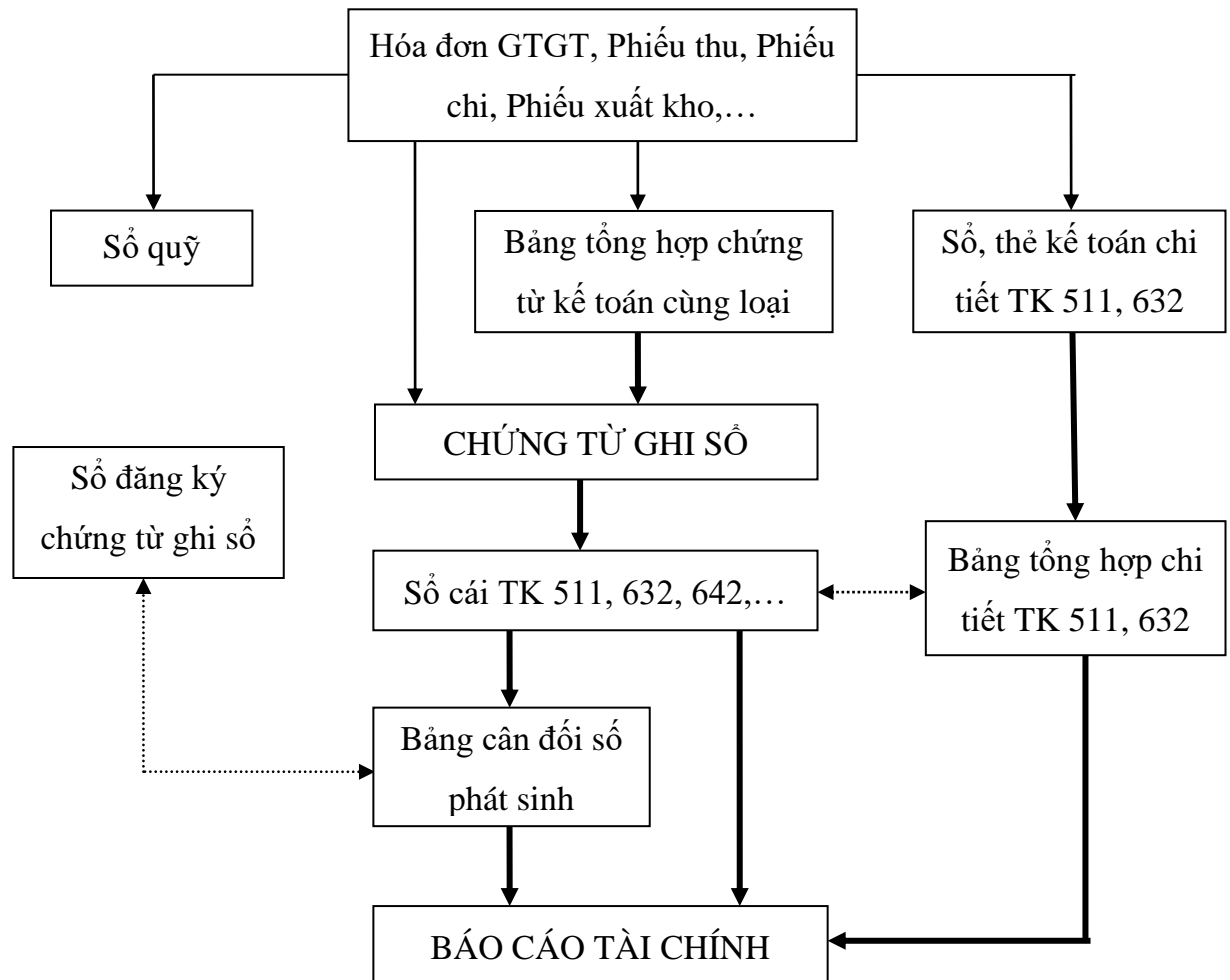 Hóa đơn GTGT, Phiếu thu, Phiếu
chi, Phiếu xuất kho,…
Sổ quỹ
Bảng tổng hợp chứng
từ kế toán cùng loại
Sổ, thẻ kế toán chi
tiết TK 511, 632
CHỨNG TỪ GHI SỔ
Sổ đăng ký
chứng từ ghi sổ
Sổ cái TK 511, 632, 642,…
Bảng tổng hợp chi
tiết TK 511, 632
Bảng cân đối số
phát sinh
BÁO CÁO TÀI CHÍNH